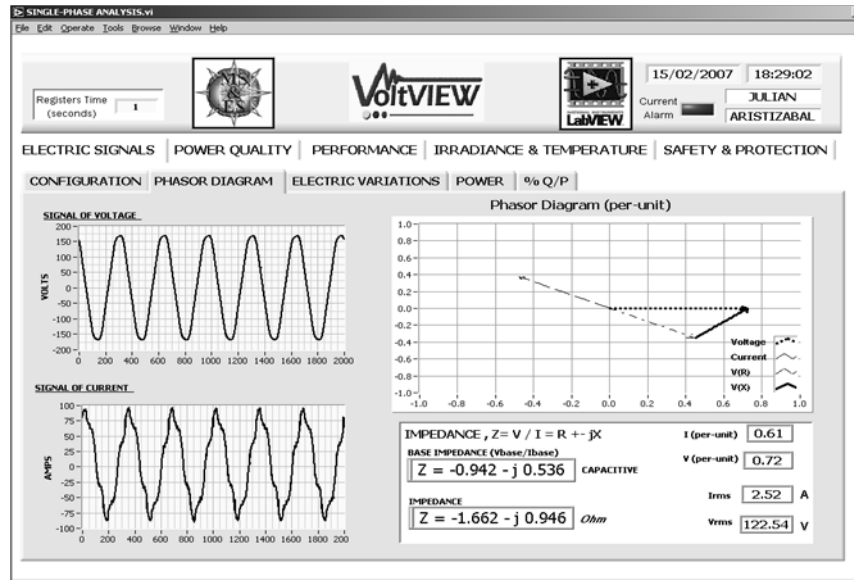 SINGLE-PHASE ANALYSIS.vi
File Edit Operate Tools Browse Window Help
Registers Time
(seconds)
1
MS
&
ES
VoltVIEW
LabVIEW
15/02/2007 18:29:02
Current
Alarm
JULIAN
ARISTIZABAL
ELECTRIC SIGNALS POWER QUALITY PERFORMANCE IRRADIANCE & TEMPERATURE SAFETY & PROTECTION
CONFIGURATION PHASOR DIAGRAM ELECTRIC VARIATIONS POWER % Q/P
SIGNAL OF VOLTAGE
200
150
100
50
0
-50
-100
-150
-200
VOLTS
0 200 400 600 800 1000 1200 1400 1600 1800 2000
SIGNAL OF CURRENT
100
75
50
25
0
-25
-50
-75
-100
AMPS
0 200 400 600 800 1000 1200 1400 1600 1800 2000
Phasor Diagram (per-unit)
1.0
0.8
0.6
0.4
0.2
0.0
-0.2
-0.4
-0.6
-0.8
-1.0
-1.0 -0.8 -0.6 -0.4 -0.2 0.0 0.2 0.4 0.6 0.8 1.0
Voltage
Current
V(R)
V(X)
IMPEDANCE , Z= V / I = R +- jX
BASE IMPEDANCE (Vbase/Ibase)
Z = -0.942 - j 0.536 CAPACITIVE
IMPEDANCE
Z = -1.662 - j 0.946 Ohm
I (per-unit) 0.61
V (per-unit) 0.72
Irms 2.52 A
Vrms 122.54 V